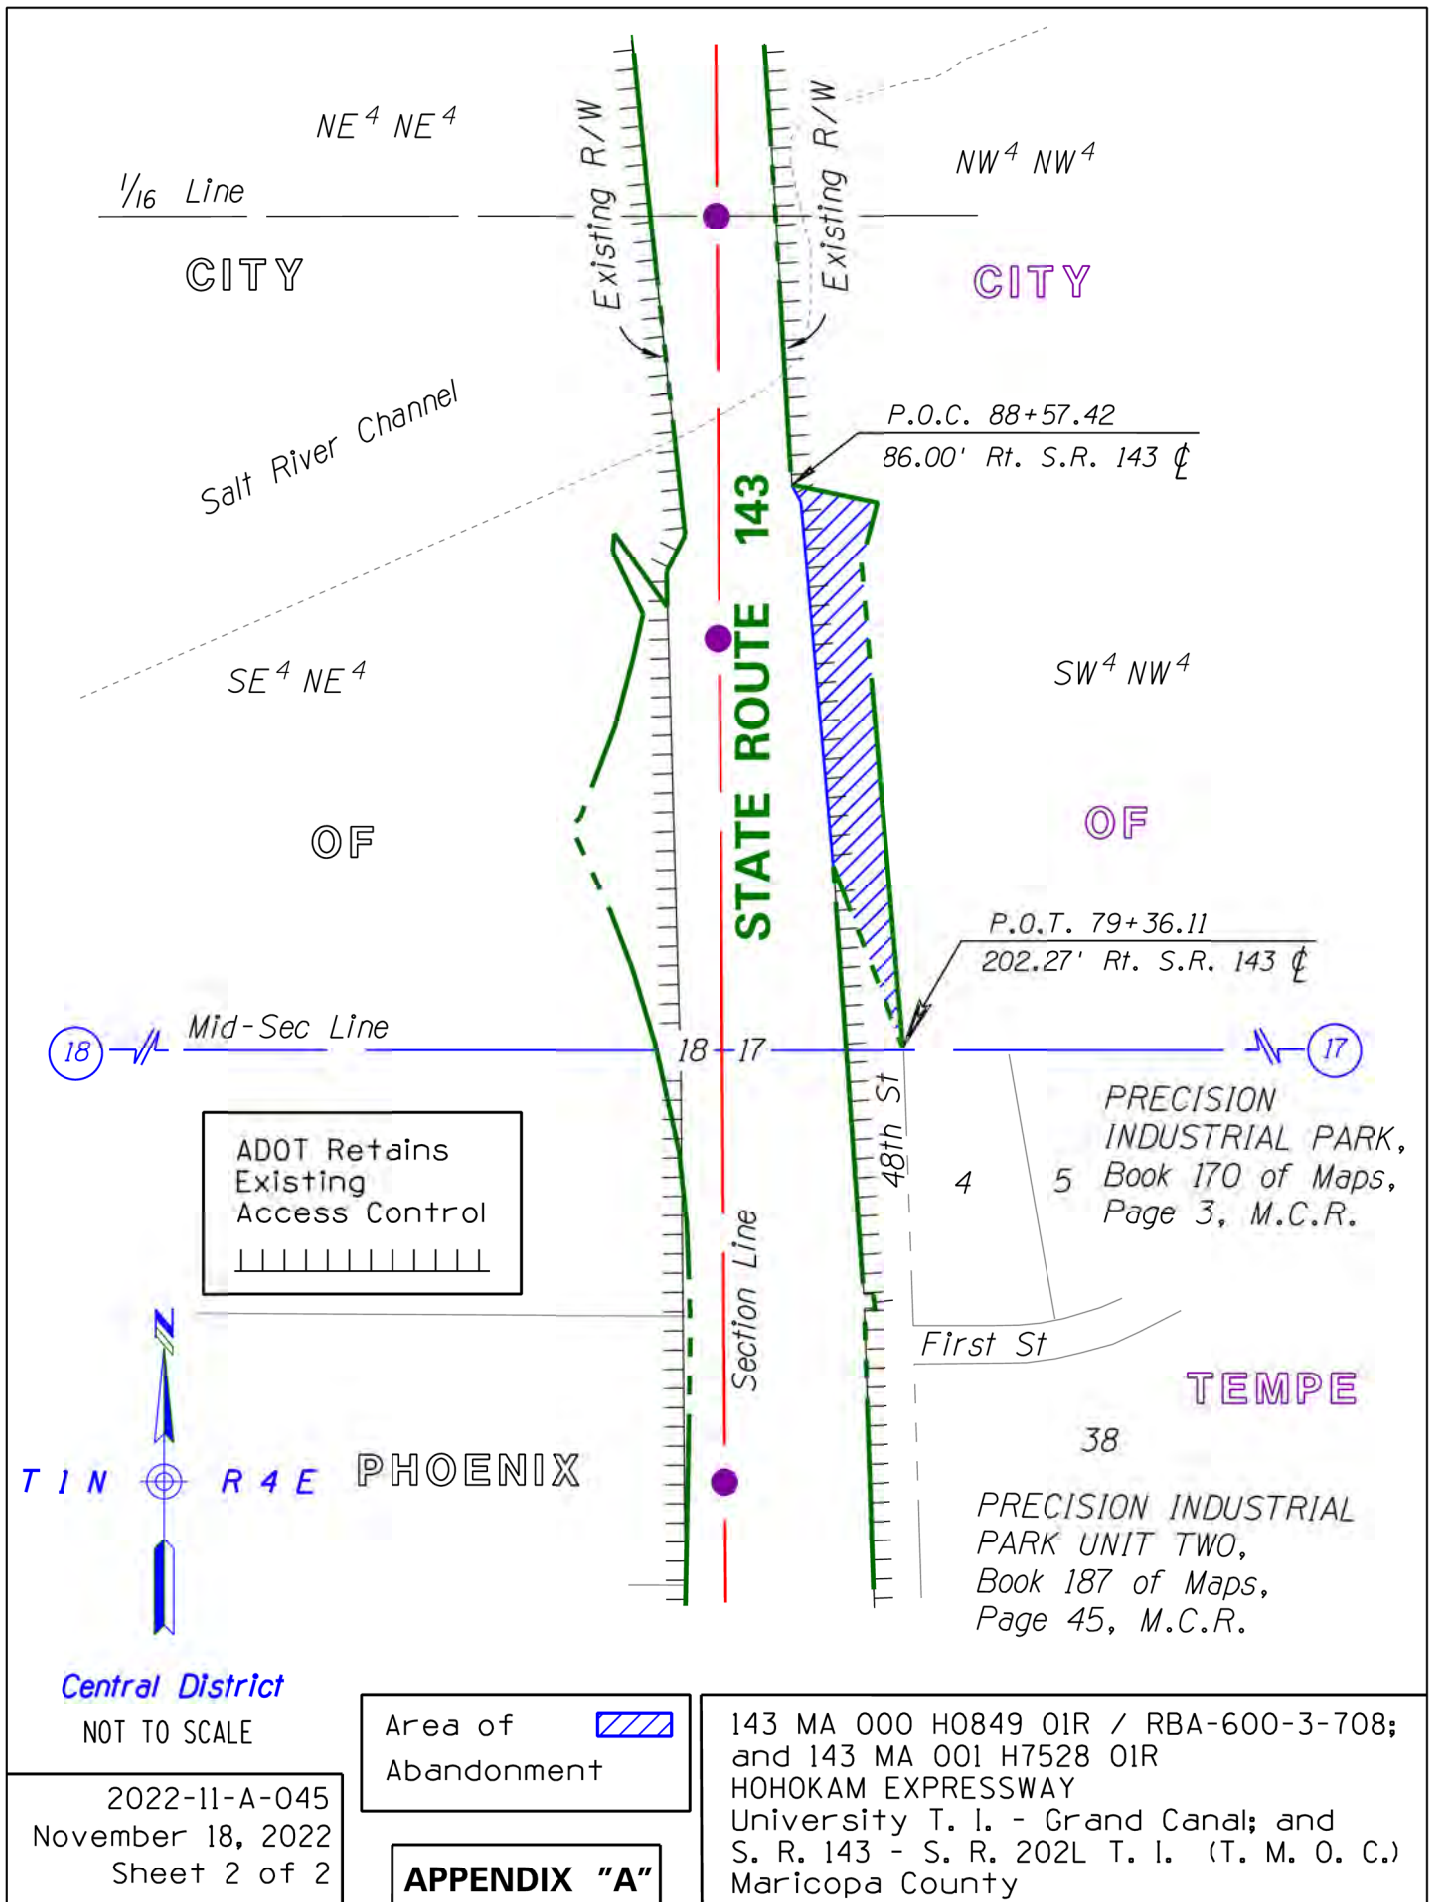 NE 4 NE 4
Existing R/W
Existing R/W
NW 4 NW 4
1/16 Line
CITY
CITY
Salt River Channel
P.O.C. 88+57.42
86.00' Rt. S.R. 143 ℄
STATE ROUTE 143
SE 4 NE 4
SW 4 NW 4
OF
OF
P.O.T. 79+36.11
202.27' Rt. S.R. 143 ℄
18
Mid-Sec Line
18 17
17
48th St
4
5
PRECISION
INDUSTRIAL PARK,
Book 170 of Maps,
Page 3, M.C.R.
ADOT Retains
Existing
Access Control
Section Line
First St
N
TEMPE
T 1 N R 4 E
PHOENIX
38
PRECISION INDUSTRIAL
PARK UNIT TWO,
Book 187 of Maps,
Page 45, M.C.R.
Central District
NOT TO SCALE
Area of
Abandonment
2022-11-A-045
November 18, 2022
Sheet 2 of 2
APPENDIX "A"
143 MA 000 H0849 01R / RBA-600-3-708;
and 143 MA 001 H7528 01R
HOHOKAM EXPRESSWAY
University T. I. - Grand Canal; and
S. R. 143 - S. R. 202L T. I. (T. M. O. C.)
Maricopa County